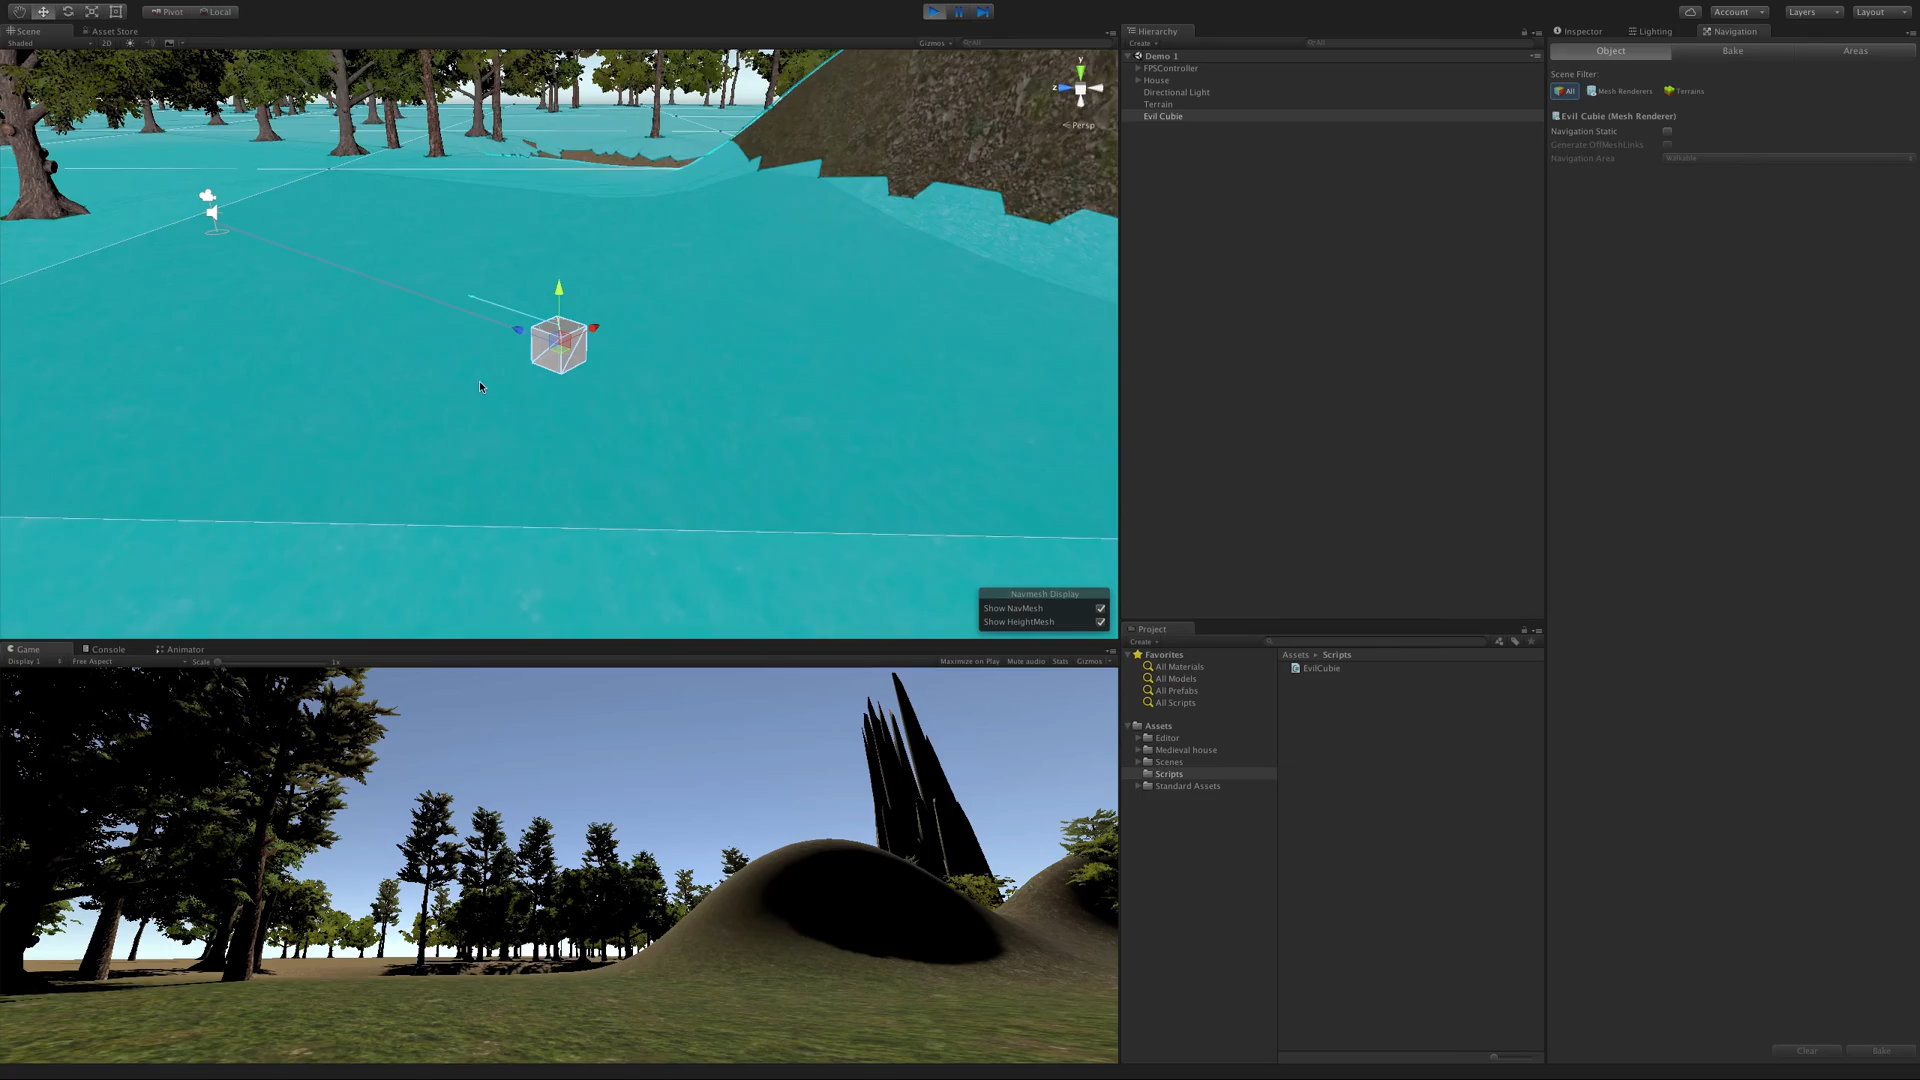 Pivot Local Account Layers Layout
Scene Asset Store
Shaded 2D Gizmos All
y
z
Persp
Navmesh Display
Show NavMesh
Show HeightMesh
Game Console Animator
Display 1 Free Aspect Scale 1x Maximize on Play Mute audio Stats Gizmos
Hierarchy
Create All
Demo 1
FPSController
House
Directional Light
Terrain
Evil Cubie
Project
Create
Favorites
All Materials
All Models
All Prefabs
All Scripts
Assets
Editor
Medieval house
Scenes
Scripts
Standard Assets
Assets Scripts
EvilCubie
Inspector Lighting Navigation
Object Bake Areas
Scene Filter:
All Mesh Renderers Terrains
Evil Cubie (Mesh Renderer)
Navigation Static
Generate OffMeshLinks
Navigation Area Walkable
Clear Bake